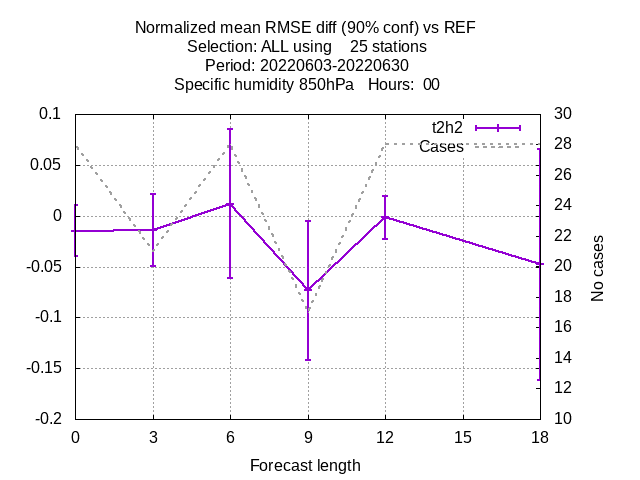 Normalized mean RMSE diff (90% conf) vs REF
Selection: ALL using    25 stations
Period: 20220603-20220630
Specific humidity 850hPa   Hours:  00
0.1
0.05
0
-0.05
-0.1
-0.15
-0.2
t2h2
Cases
30
28
26
24
22
20
18
16
14
12
10
No cases
0 3 6 9 12 15 18
Forecast length